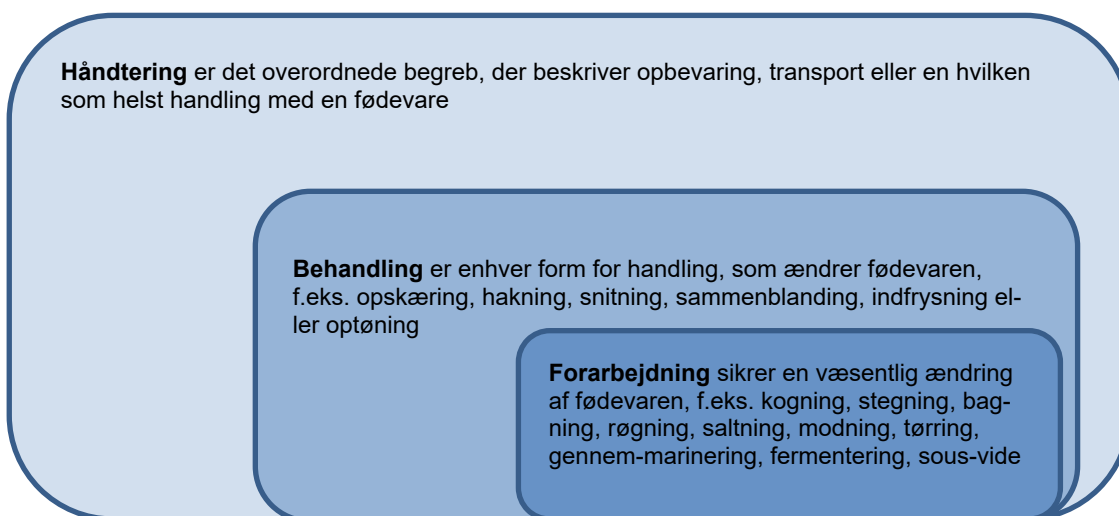 Håndtering er det overordnede begreb, der beskriver opbevaring, transport eller en hvilken
som helst handling med en fødevare
Behandling er enhver form for handling, som ændrer fødevaren,
f.eks. opskæring, hakning, snitning, sammenblanding, indfrysning el-
ler optøning
Forarbejdning sikrer en væsentlig ændring
af fødevaren, f.eks. kogning, stegning, bag-
ning, røgning, saltning, modning, tørring,
gennem-marinering, fermentering, sous-vide